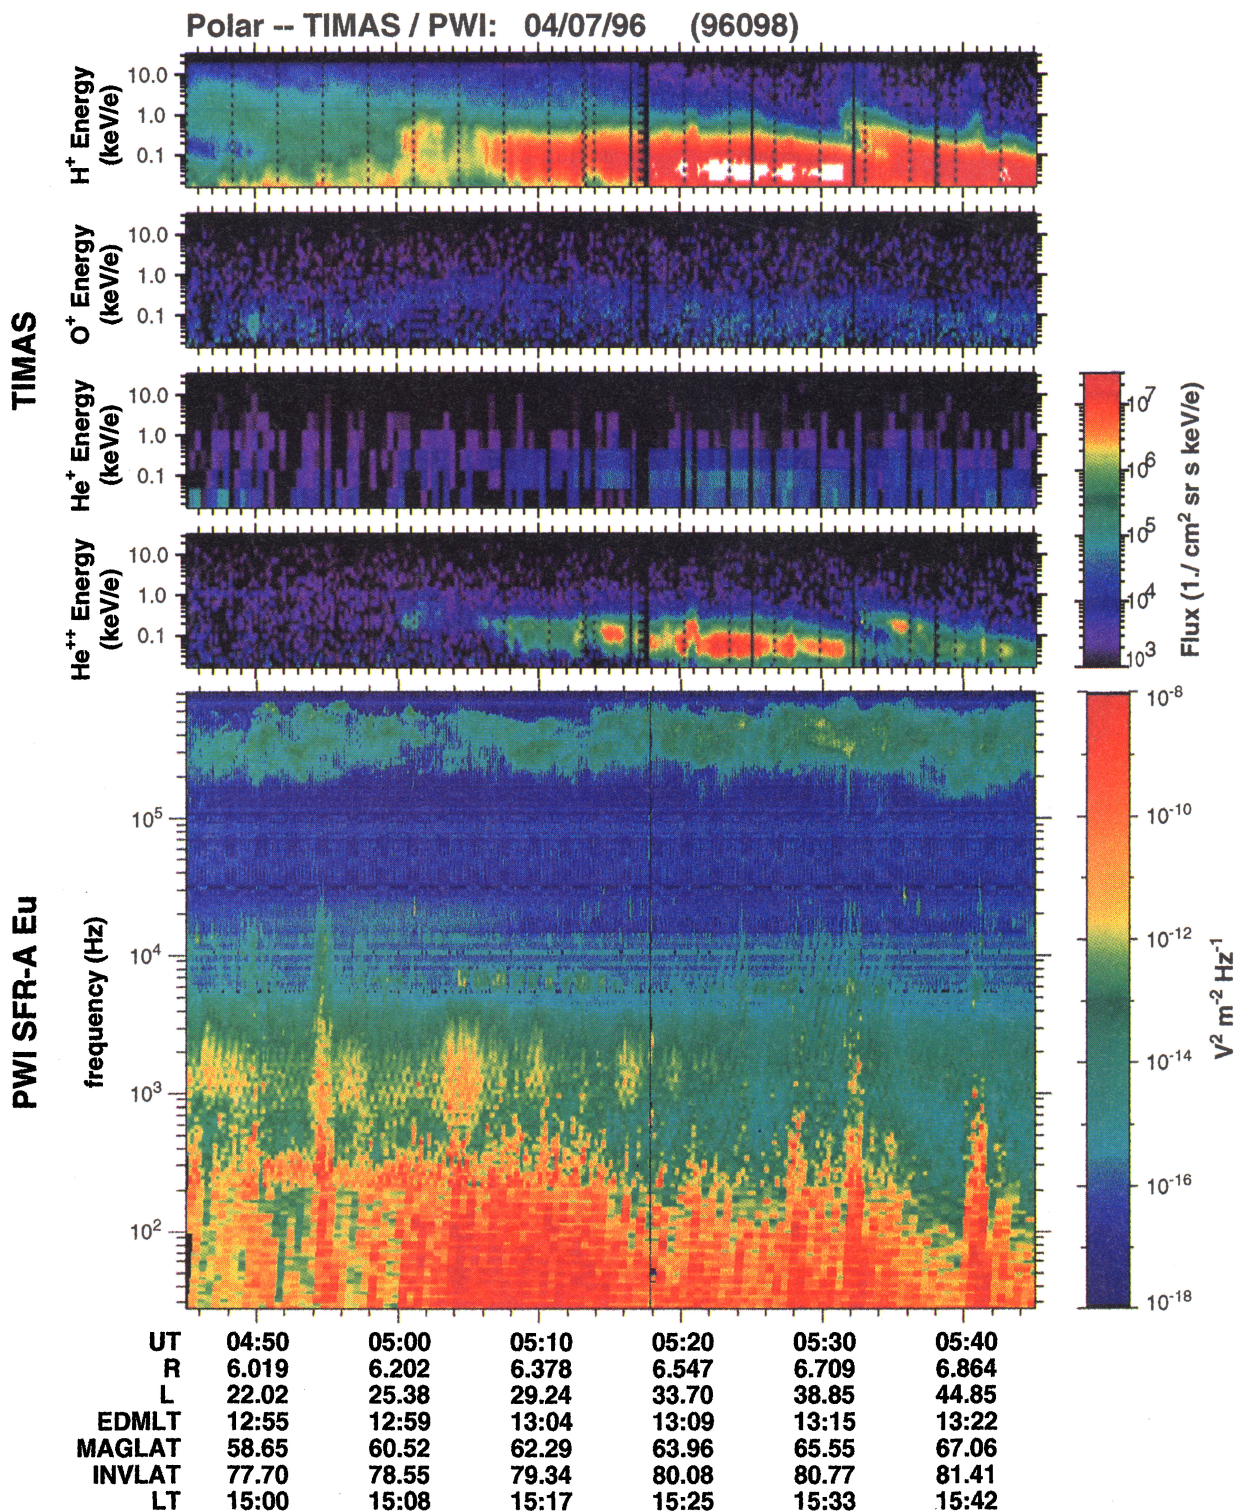 Polar -- TIMAS / PWI: 04/07/96 (96098)
TIMAS
H+ Energy
(keV/e)
10.0
1.0
0.1
O+ Energy
(keV/e)
10.0
1.0
0.1
He+ Energy
(keV/e)
10.0
1.0
0.1
He++ Energy
(keV/e)
10.0
1.0
0.1
10^7
10^6
10^5
10^4
10^3
Flux (1./ cm^2 sr s keV/e)
PWI SFR-A Eu
frequency (Hz)
10^5
10^4
10^3
10^2
10^-8
10^-10
10^-12
10^-14
10^-16
10^-18
V^2 m^-2 Hz^-1
UT 04:50 05:00 05:10 05:20 05:30 05:40
R 6.019 6.202 6.378 6.547 6.709 6.864
L 22.02 25.38 29.24 33.70 38.85 44.85
EDMLT 12:55 12:59 13:04 13:09 13:15 13:22
MAGLAT 58.65 60.52 62.29 63.96 65.55 67.06
INVLAT 77.70 78.55 79.34 80.08 80.77 81.41
LT 15:00 15:08 15:17 15:25 15:33 15:42